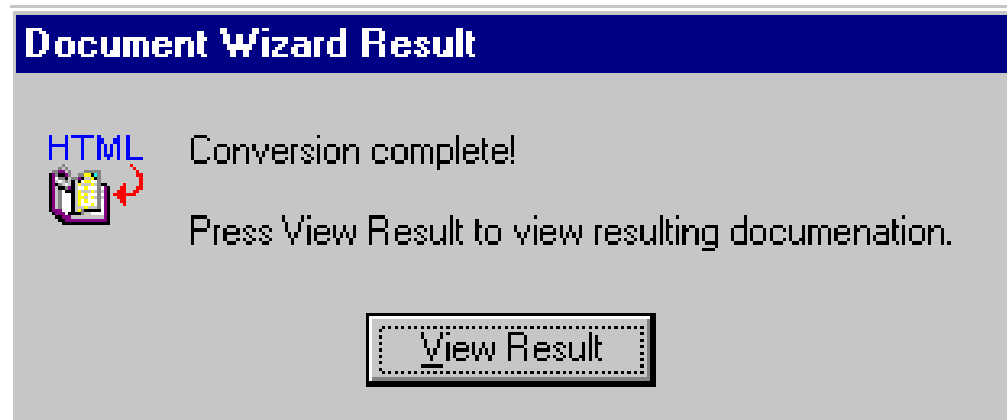 Document Wizard Result
HTML
Conversion complete!
Press View Result to view resulting documenation.
View Result